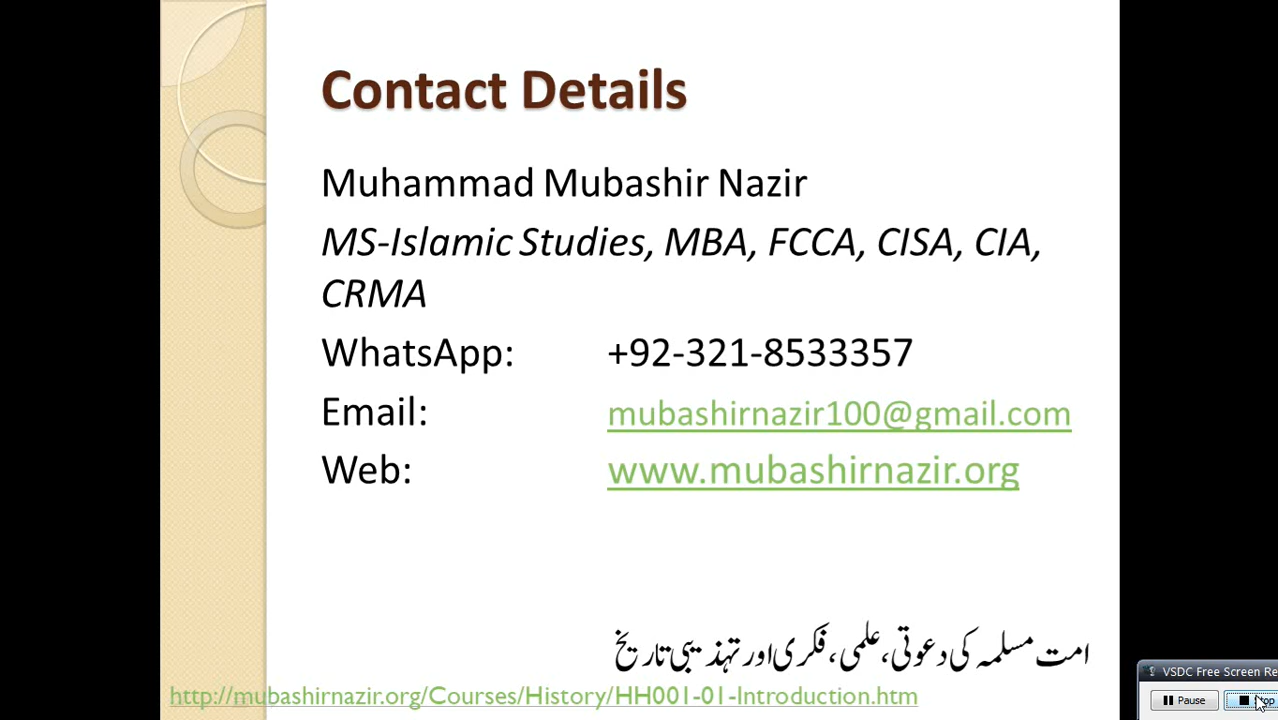 Contact Details
Muhammad Mubashir Nazir
MS-Islamic Studies, MBA, FCCA, CISA, CIA,
CRMA
WhatsApp: +92-321-8533357
Email: mubashirnazir100@gmail.com
Web: www.mubashirnazir.org
امت مسلمہ کی دعوتی، علمی، فکری اور تہذیبی تاریخ
http://mubashirnazir.org/Courses/History/HH001-01-Introduction.htm
VSDC Free Screen Re
Pause